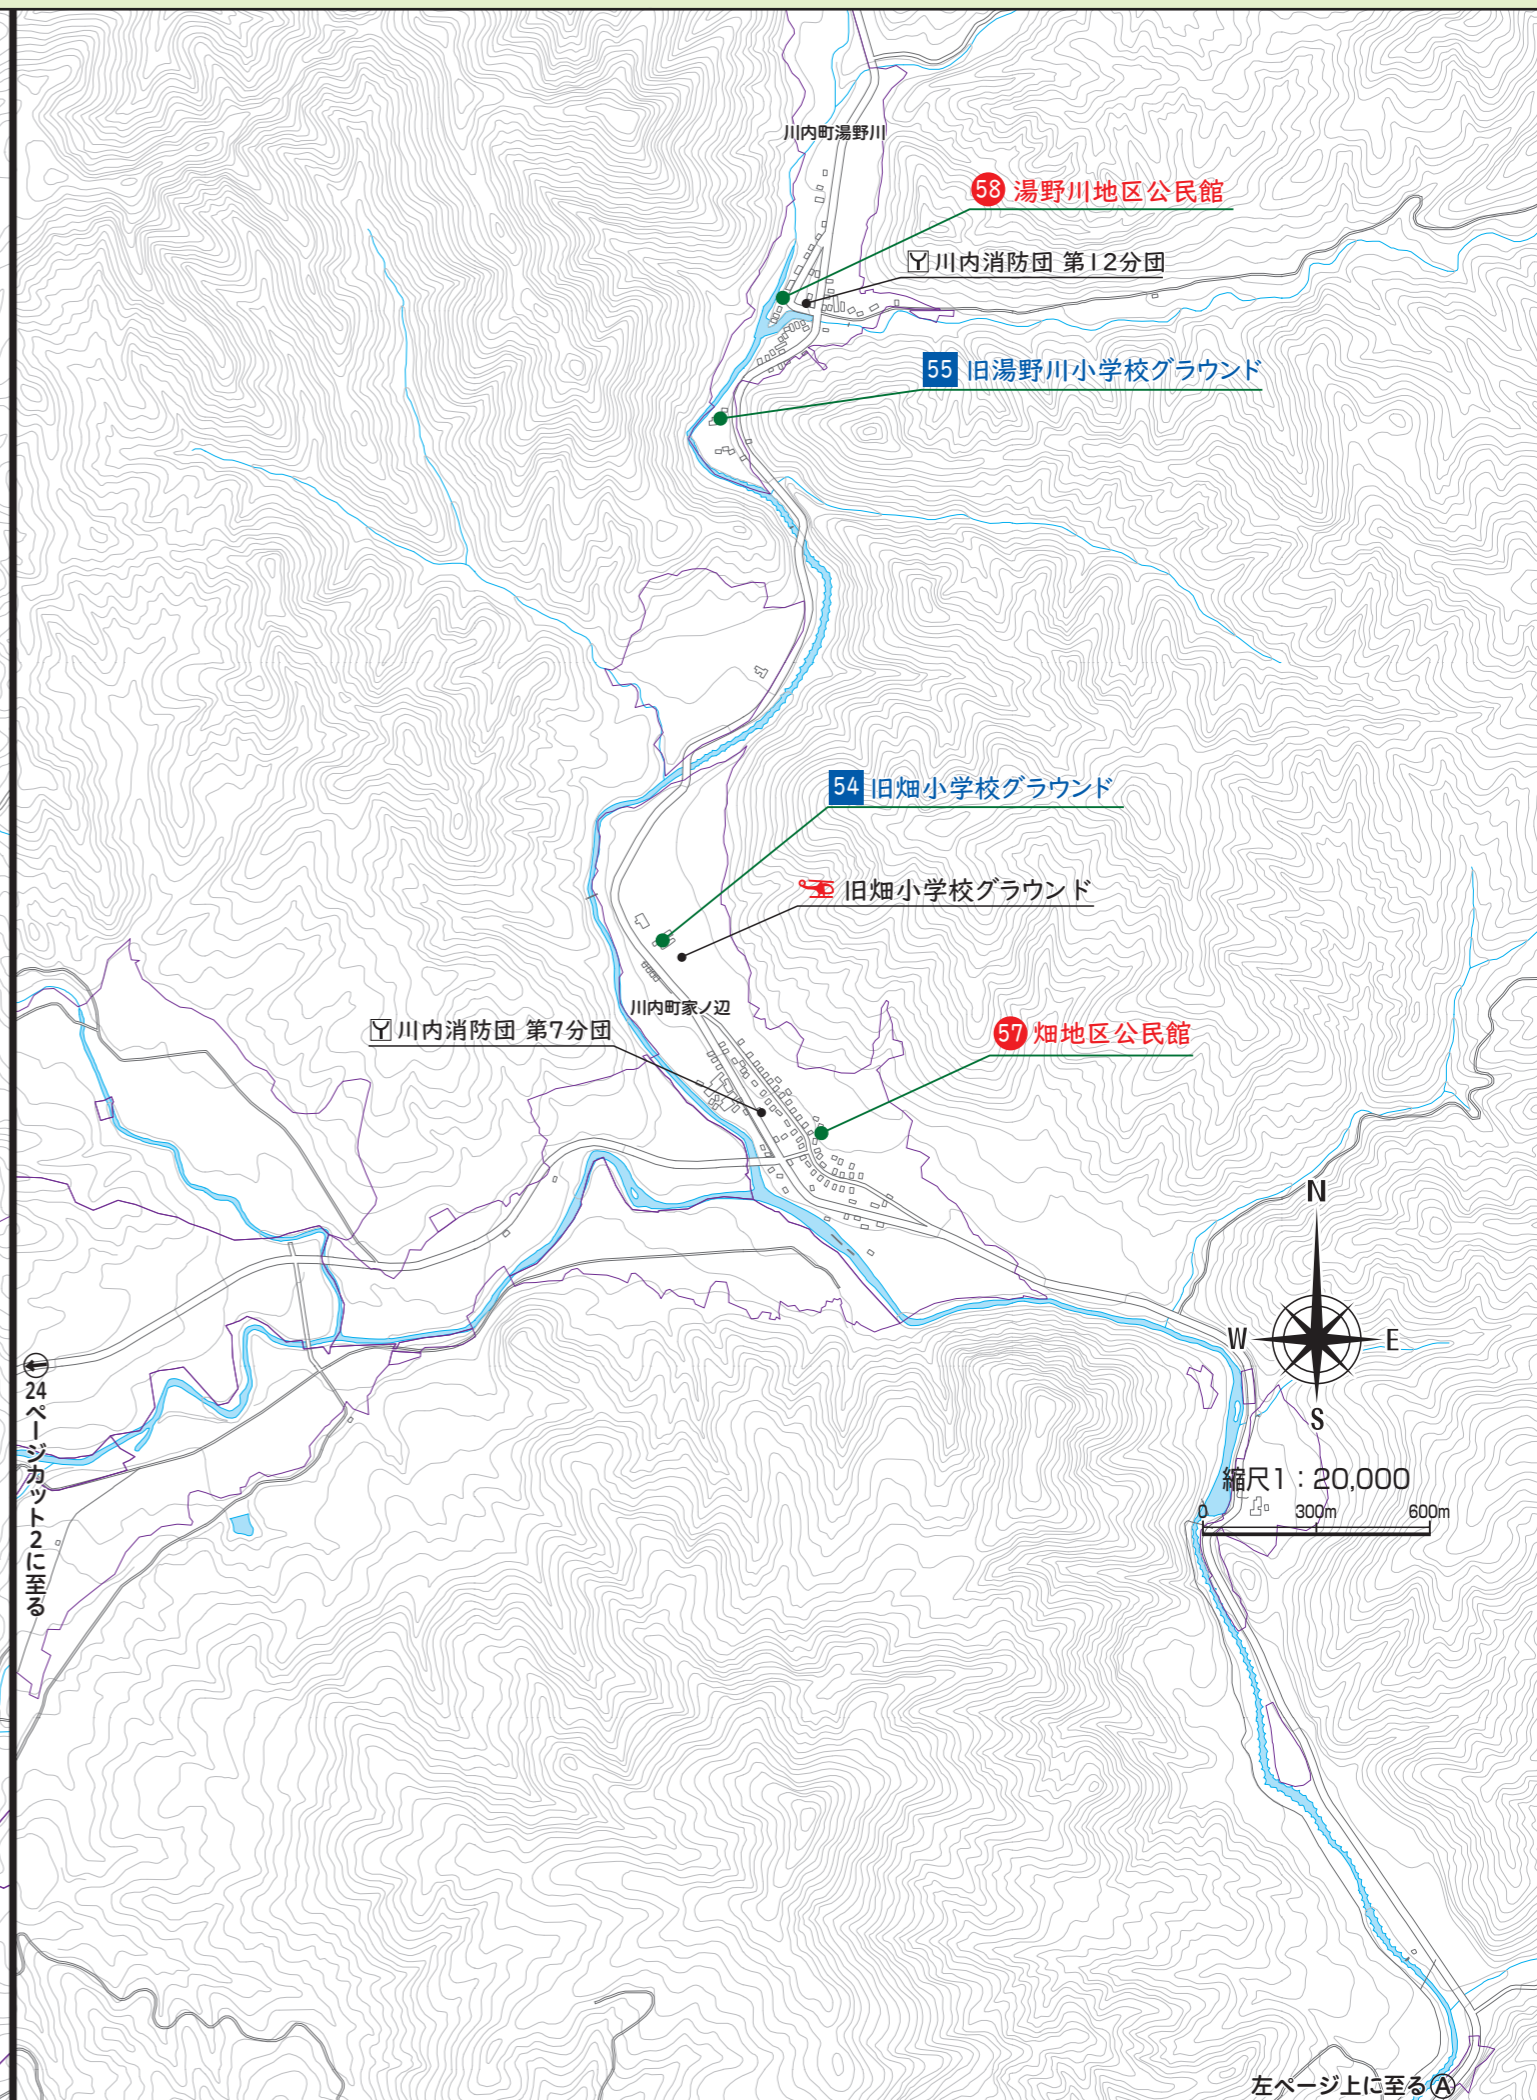 川内町湯野川
58 湯野川地区公民館
川内消防団 第12分団
55 旧湯野川小学校グラウンド
54 旧畑小学校グラウンド
旧畑小学校グラウンド
川内町家ノ辺
川内消防団 第7分団
57 畑地区公民館
N
W
E
S
縮尺1：20,000
0 300m 600m
24ページカット2に至る
左ページ上に至るⒶ